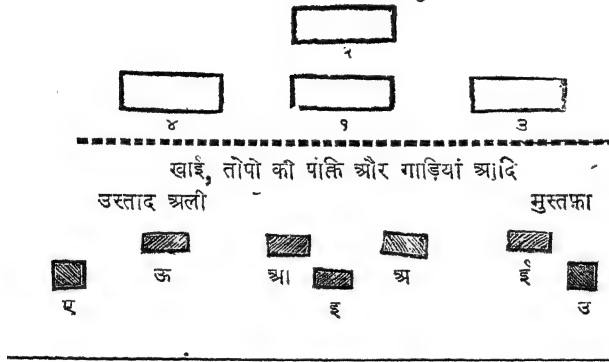 २
४ १ ३
खाई, तोपो की पंक्ति और गाड़ियां आदि
उस्ताद अली मुस्तफ़ा
ऊ आ अ ई
ए इ उ